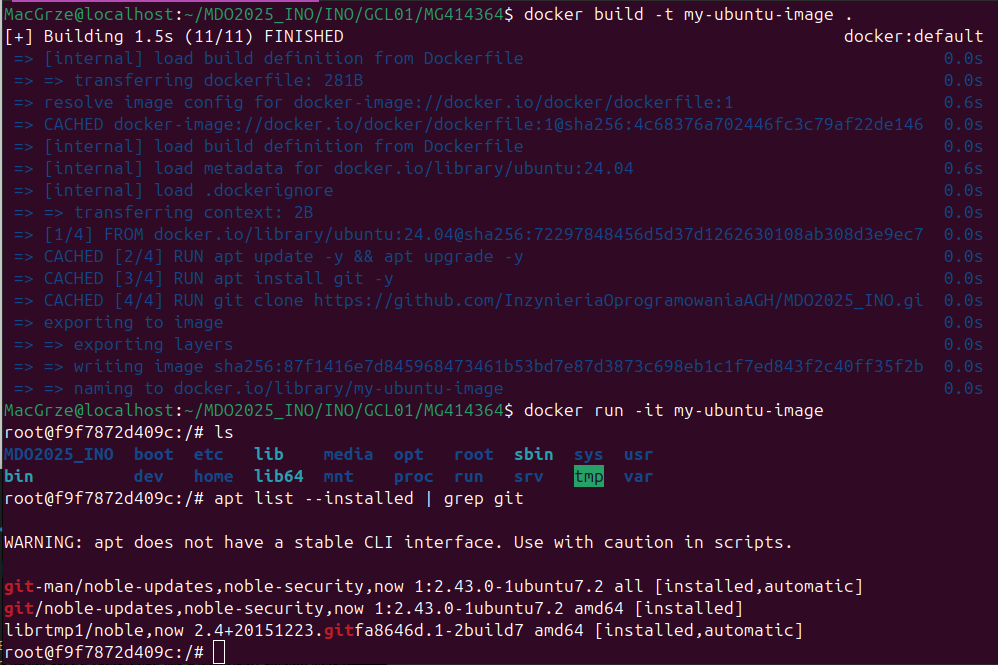 MacGrze@localhost:~/MDO2025_INO/INO/GCL01/MG414364$ docker build -t my-ubuntu-image .
[+] Building 1.5s (11/11) FINISHED docker:default
=> [internal] load build definition from Dockerfile 0.0s
=> => transferring dockerfile: 281B 0.0s
=> resolve image config for docker-image://docker.io/docker/dockerfile:1 0.6s
=> CACHED docker-image://docker.io/docker/dockerfile:1@sha256:4c68376a702446fc3c79af22de146 0.0s
=> [internal] load build definition from Dockerfile 0.0s
=> [internal] load metadata for docker.io/library/ubuntu:24.04 0.6s
=> [internal] load .dockerignore 0.0s
=> => transferring context: 2B 0.0s
=> [1/4] FROM docker.io/library/ubuntu:24.04@sha256:72297848456d5d37d1262630108ab308d3e9ec7 0.0s
=> CACHED [2/4] RUN apt update -y && apt upgrade -y 0.0s
=> CACHED [3/4] RUN apt install git -y 0.0s
=> CACHED [4/4] RUN git clone https://github.com/InzynieriaOprogramowaniaAGH/MDO2025_INO.gi 0.0s
=> exporting to image 0.0s
=> => exporting layers 0.0s
=> => writing image sha256:87f1416e7d845968473461b53bd7e87d3873c698eb1c1f7ed843f2c40ff35f2b 0.0s
=> => naming to docker.io/library/my-ubuntu-image 0.0s
MacGrze@localhost:~/MDO2025_INO/INO/GCL01/MG414364$ docker run -it my-ubuntu-image
root@f9f7872d409c:/# ls
MDO2025_INO boot etc lib media opt root sbin sys usr
bin dev home lib64 mnt proc run srv tmp var
root@f9f7872d409c:/# apt list --installed | grep git

WARNING: apt does not have a stable CLI interface. Use with caution in scripts.

git-man/noble-updates,noble-security,now 1:2.43.0-1ubuntu7.2 all [installed,automatic]
git/noble-updates,noble-security,now 1:2.43.0-1ubuntu7.2 amd64 [installed]
librtmp1/noble,now 2.4+20151223.gitfa8646d.1-2build7 amd64 [installed,automatic]
root@f9f7872d409c:/#